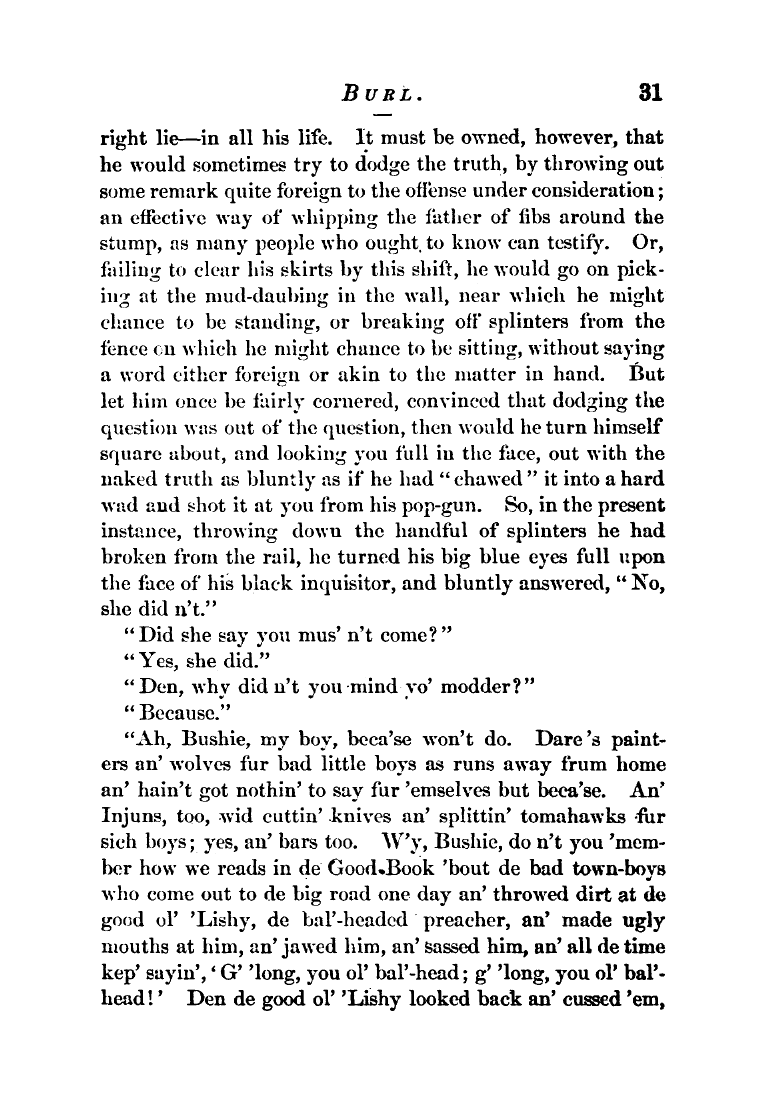 BURL. 31
right lie—in all his life. It must be owned, however, that
he would sometimes try to dodge the truth, by throwing out
some remark quite foreign to the offense under consideration;
an effective way of whipping the father of fibs around the
stump, as many people who ought to know can testify. Or,
failing to clear his skirts by this shift, he would go on pick-
ing at the mud-daubing in the wall, near which he might
chance to be standing, or breaking off splinters from the
fence on which he might chance to be sitting, without saying
a word either foreign or akin to the matter in hand. But
let him once be fairly cornered, convinced that dodging the
question was out of the question, then would he turn himself
square about, and looking you full in the face, out with the
naked truth as bluntly as if he had "chawed" it into a hard
wad and shot it at you from his pop-gun. So, in the present
instance, throwing down the handful of splinters he had
broken from the rail, he turned his big blue eyes full upon
the face of his black inquisitor, and bluntly answered, "No,
she did n't."
"Did she say you mus' n't come?"
"Yes, she did."
"Den, why did n't you mind yo' modder?"
"Because."
"Ah, Bushie, my boy, beca'se won't do. Dare's paint-
ers an' wolves fur bad little boys as runs away frum home
an' hain't got nothin' to say fur 'emselves but beca'se. An'
Injuns, too, wid cuttin' knives an' splittin' tomahawks fur
sich boys; yes, an' bars too. W'y, Bushie, do n't you 'mem-
ber how we reads in de Good Book 'bout de bad town-boys
who come out to de big road one day an' throwed dirt at de
good ol' 'Lishy, de bal'-headed preacher, an' made ugly
mouths at him, an' jawed him, an' sassed him, an' all de time
kep' sayin', 'G' 'long, you ol' bal'-head; g' 'long, you ol' bal'-
head!' Den de good ol' 'Lishy looked back an' cussed 'em,